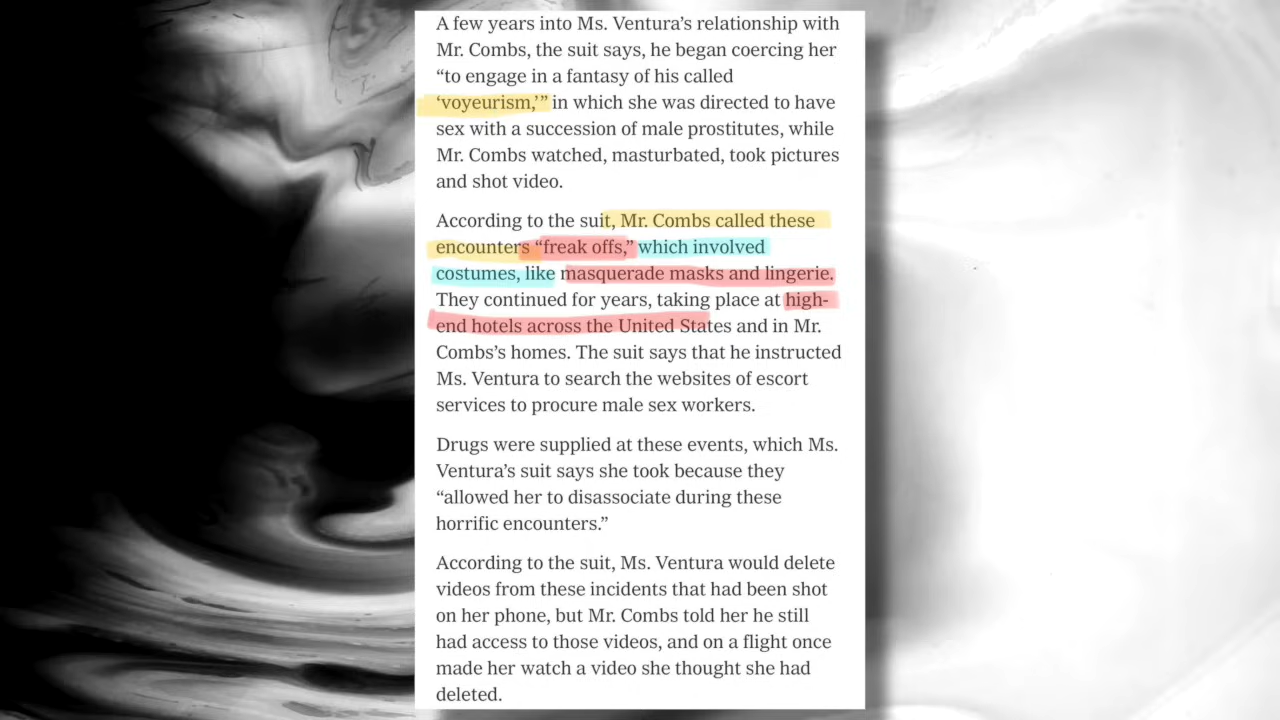 A few years into Ms. Ventura’s relationship with
Mr. Combs, the suit says, he began coercing her
“to engage in a fantasy of his called
‘voyeurism,’” in which she was directed to have
sex with a succession of male prostitutes, while
Mr. Combs watched, masturbated, took pictures
and shot video.
According to the suit, Mr. Combs called these
encounters “freak offs,” which involved
costumes, like masquerade masks and lingerie.
They continued for years, taking place at high-
end hotels across the United States and in Mr.
Combs’s homes. The suit says that he instructed
Ms. Ventura to search the websites of escort
services to procure male sex workers.
Drugs were supplied at these events, which Ms.
Ventura’s suit says she took because they
“allowed her to disassociate during these
horrific encounters.”
According to the suit, Ms. Ventura would delete
videos from these incidents that had been shot
on her phone, but Mr. Combs told her he still
had access to those videos, and on a flight once
made her watch a video she thought she had
deleted.